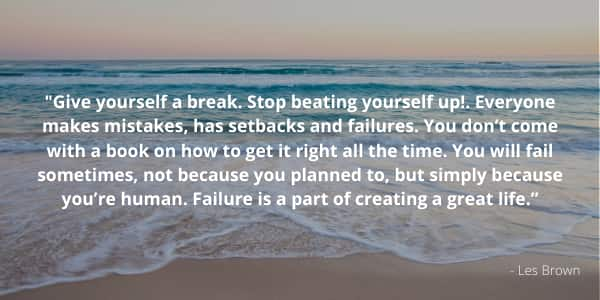 "Give yourself a break. Stop beating yourself up!. Everyone
makes mistakes, has setbacks and failures. You don’t come
with a book on how to get it right all the time. You will fail
sometimes, not because you planned to, but simply because
you’re human. Failure is a part of creating a great life.”
- Les Brown